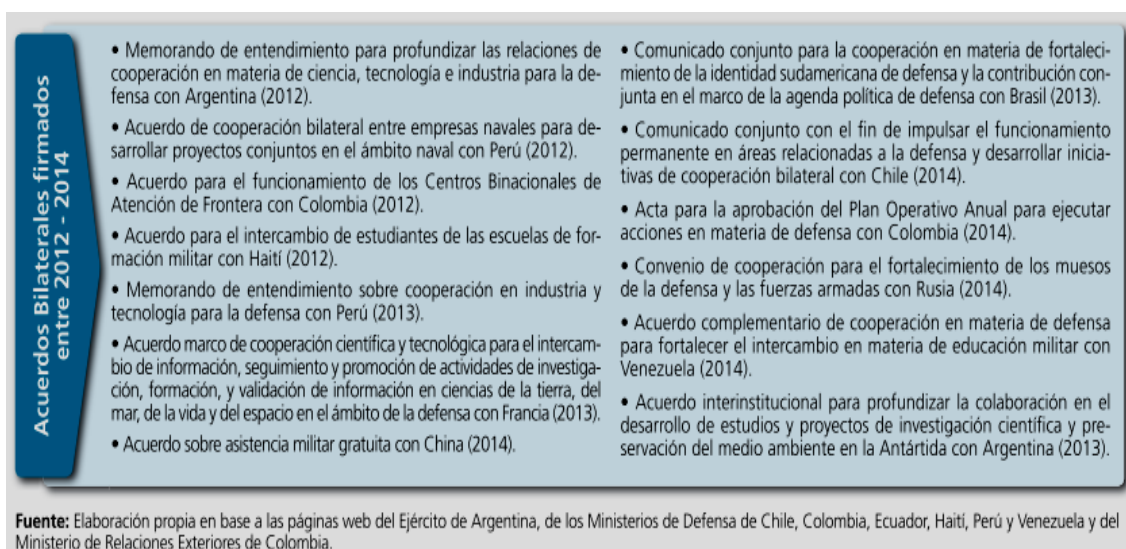 Acuerdos Bilaterales firmados
entre 2012 - 2014
• Memorando de entendimiento para profundizar las relaciones de
cooperación en materia de ciencia, tecnología e industria para la de-
fensa con Argentina (2012).
• Acuerdo de cooperación bilateral entre empresas navales para de-
sarrollar proyectos conjuntos en el ámbito naval con Perú (2012).
• Acuerdo para el funcionamiento de los Centros Binacionales de
Atención de Frontera con Colombia (2012).
• Acuerdo para el intercambio de estudiantes de las escuelas de for-
mación militar con Haití (2012).
• Memorando de entendimiento sobre cooperación en industria y
tecnología para la defensa con Perú (2013).
• Acuerdo marco de cooperación científica y tecnológica para el intercam-
bio de información, seguimiento y promoción de actividades de investiga-
ción, formación, y validación de información en ciencias de la tierra, del
mar, de la vida y del espacio en el ámbito de la defensa con Francia (2013).
• Acuerdo sobre asistencia militar gratuita con China (2014).
• Comunicado conjunto para la cooperación en materia de fortaleci-
miento de la identidad sudamericana de defensa y la contribución con-
junta en el marco de la agenda política de defensa con Brasil (2013).
• Comunicado conjunto con el fin de impulsar el funcionamiento
permanente en áreas relacionadas a la defensa y desarrollar inicia-
tivas de cooperación bilateral con Chile (2014).
• Acta para la aprobación del Plan Operativo Anual para ejecutar
acciones en materia de defensa con Colombia (2014).
• Convenio de cooperación para el fortalecimiento de los muesos
de la defensa y las fuerzas armadas con Rusia (2014).
• Acuerdo complementario de cooperación en materia de defensa
para fortalecer el intercambio en materia de educación militar con
Venezuela (2014).
• Acuerdo interinstitucional para profundizar la colaboración en el
desarrollo de estudios y proyectos de investigación científica y pre-
servación del medio ambiente en la Antártida con Argentina (2013).
Fuente: Elaboración propia en base a las páginas web del Ejército de Argentina, de los Ministerios de Defensa de Chile, Colombia, Ecuador, Haití, Perú y Venezuela y del
Ministerio de Relaciones Exteriores de Colombia.